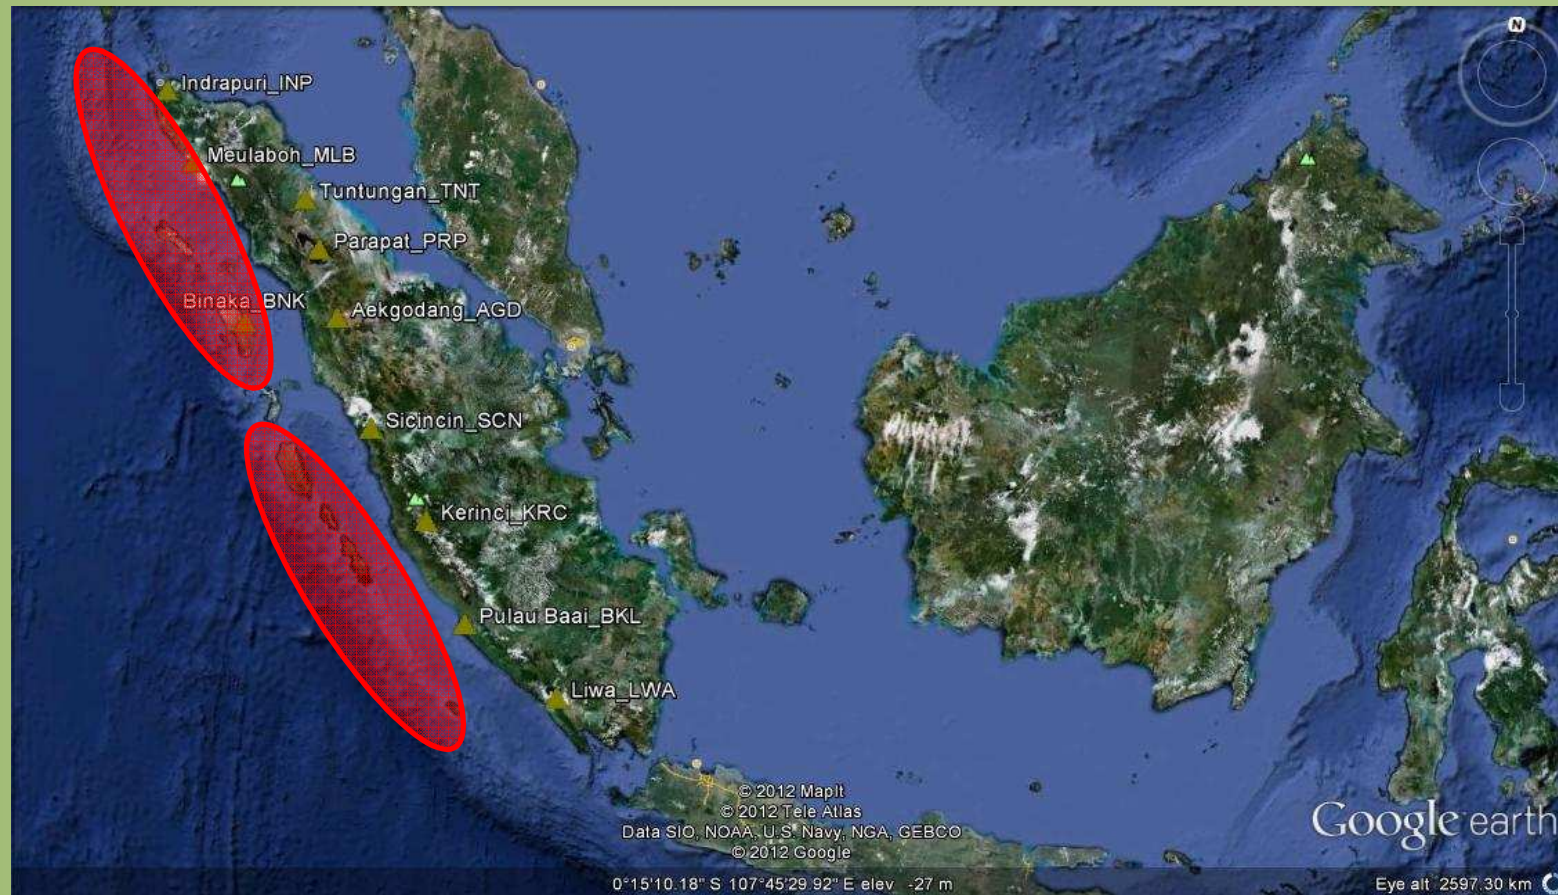 N
Indrapuri_INP
Meulaboh_MLB
Tuntungan_TNT
Parapat_PRP
Binaka_BNK
Aekgodang_AGD
Sicincin_SCN
Kerinci_KRC
Pulau Baai_BKL
Liwa_LWA
© 2012 MapIt
© 2012 Tele Atlas
Data SIO, NOAA, U.S. Navy, NGA, GEBCO
© 2012 Google
Google earth
0°15'10.18" S 107°45'29.92" E elev -27 m
Eye alt 2597.30 km